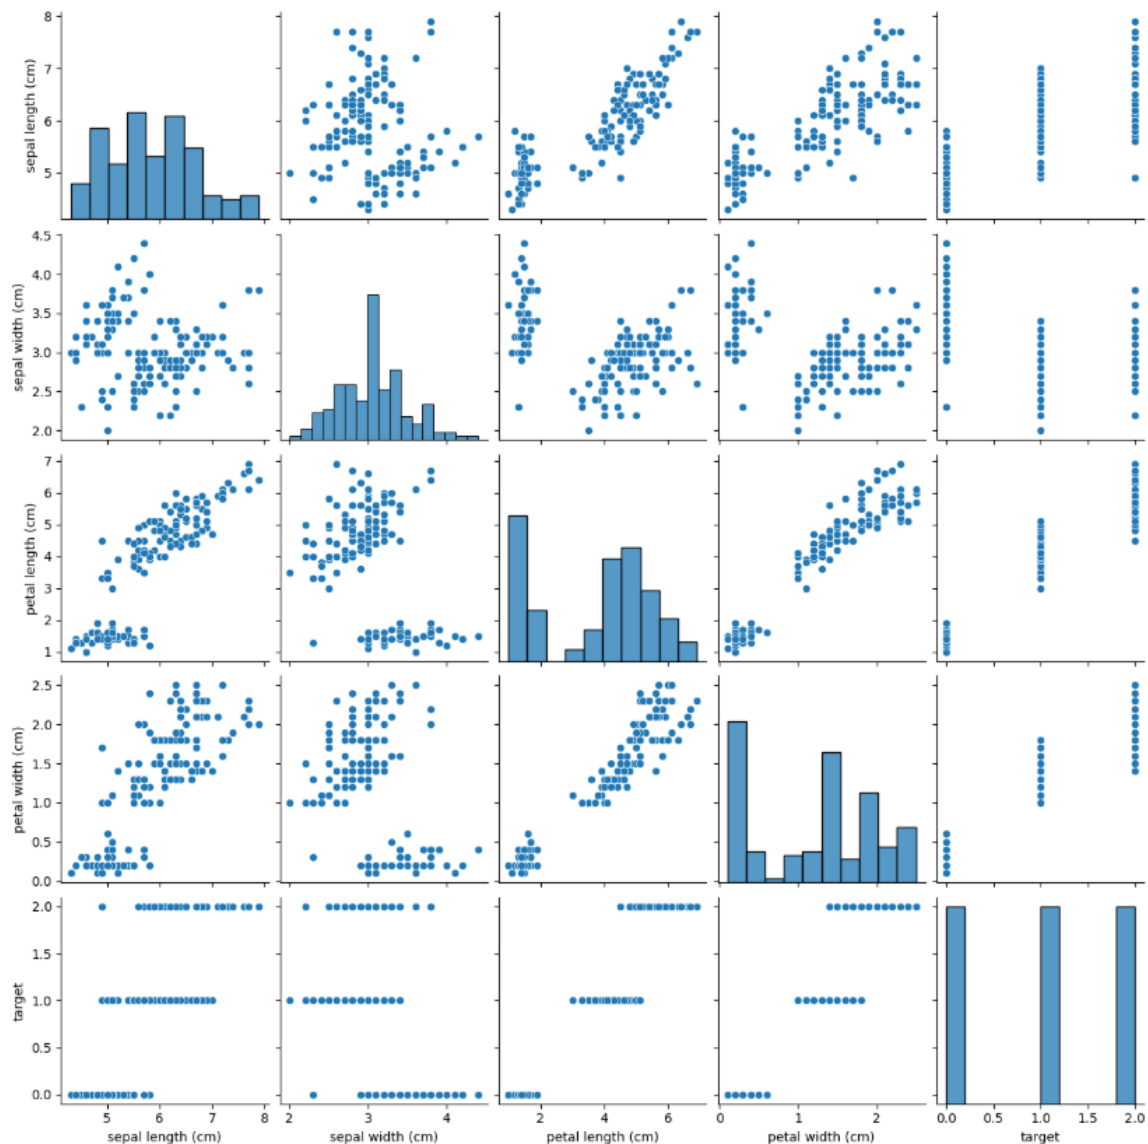 8
7
6
5
sepal length (cm)
4.5
4.0
3.5
3.0
2.5
2.0
sepal width (cm)
7
6
5
4
3
2
1
petal length (cm)
2.5
2.0
1.5
1.0
0.5
0.0
petal width (cm)
2.0
1.5
1.0
0.5
0.0
target
5 6 7 8
sepal length (cm)
2 3 4
sepal width (cm)
2 4 6
petal length (cm)
0 1 2
petal width (cm)
0.0 0.5 1.0 1.5 2.0
target